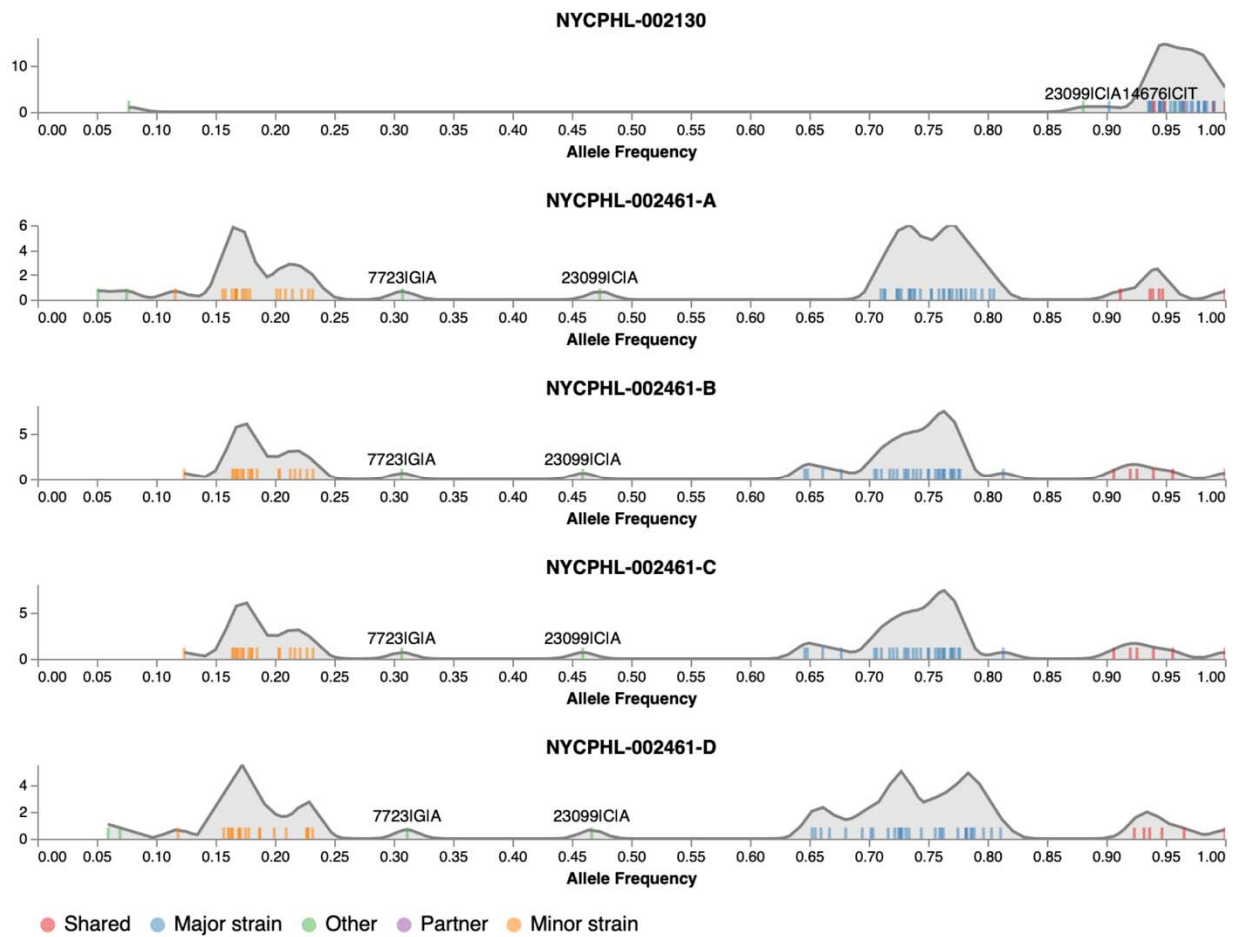 NYCPHL-002130
10
23099|C|A14676|C|T
0
0.00 0.05 0.10 0.15 0.20 0.25 0.30 0.35 0.40 0.45 0.50 0.55 0.60 0.65 0.70 0.75 0.80 0.85 0.90 0.95 1.00
Allele Frequency
NYCPHL-002461-A
6
4
7723|G|A 23099|C|A
2
0
0.00 0.05 0.10 0.15 0.20 0.25 0.30 0.35 0.40 0.45 0.50 0.55 0.60 0.65 0.70 0.75 0.80 0.85 0.90 0.95 1.00
Allele Frequency
NYCPHL-002461-B
5
7723|G|A 23099|C|A
0
0.00 0.05 0.10 0.15 0.20 0.25 0.30 0.35 0.40 0.45 0.50 0.55 0.60 0.65 0.70 0.75 0.80 0.85 0.90 0.95 1.00
Allele Frequency
NYCPHL-002461-C
5
7723|G|A 23099|C|A
0
0.00 0.05 0.10 0.15 0.20 0.25 0.30 0.35 0.40 0.45 0.50 0.55 0.60 0.65 0.70 0.75 0.80 0.85 0.90 0.95 1.00
Allele Frequency
NYCPHL-002461-D
4
2
7723|G|A 23099|C|A
0
0.00 0.05 0.10 0.15 0.20 0.25 0.30 0.35 0.40 0.45 0.50 0.55 0.60 0.65 0.70 0.75 0.80 0.85 0.90 0.95 1.00
Allele Frequency
Shared Major strain Other Partner Minor strain